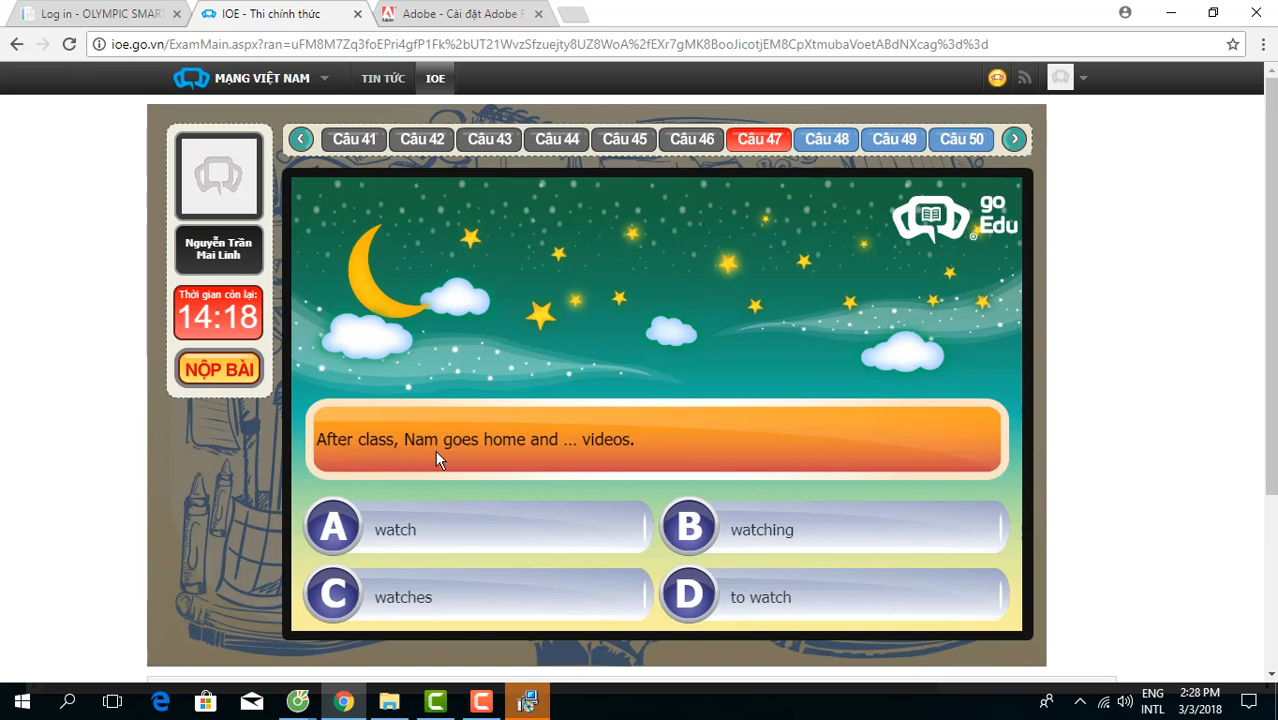 Log in - OLYMPIC SMART
IOE - Thi chính thức
Adobe - Cài đặt Adobe F
ioe.go.vn/ExamMain.aspx?ran=uFM8M7Zq3foEPri4gfP1Fk%2bUT21WvzSfzuejty8UZ8WoA%2fEXr7gMK8BooJicotjEM8CpXtmubaVoetABdNXcag%3d%3d
MẠNG VIỆT NAM
TIN TỨC
IOE
Câu 41
Câu 42
Câu 43
Câu 44
Câu 45
Câu 46
Câu 47
Câu 48
Câu 49
Câu 50
go
Edu
Nguyễn Trần
Mai Linh
Thời gian còn lại:
14:18
NỘP BÀI
After class, Nam goes home and ... videos.
A watch
B watching
C watches
D to watch
ENG
INTL
2:28 PM
3/3/2018